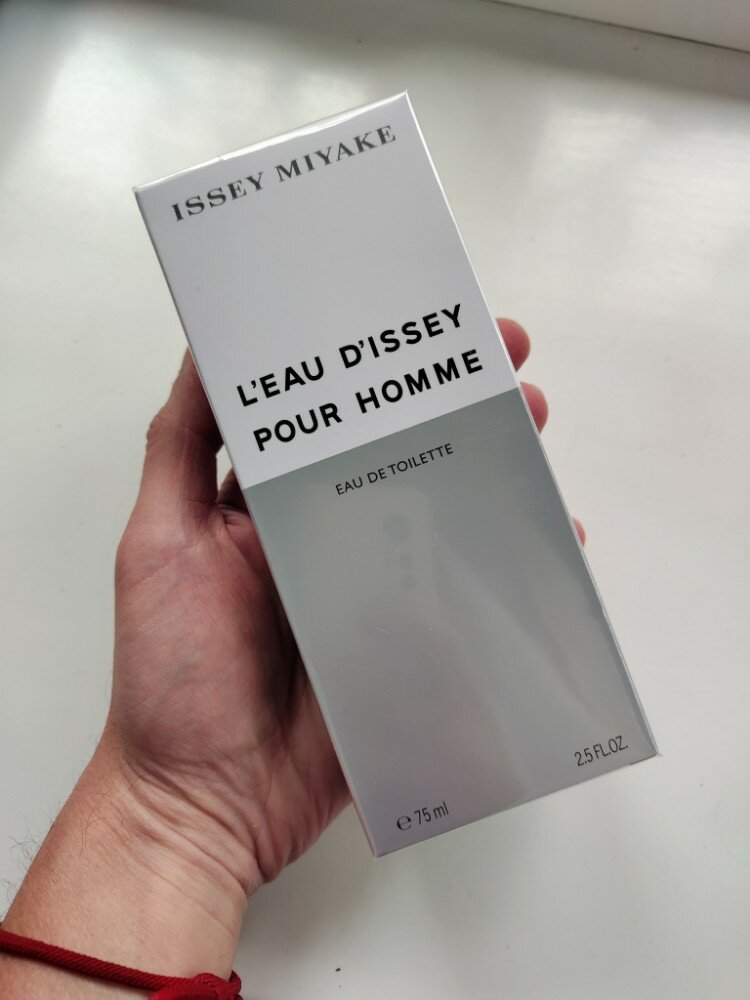 ISSEY MIYAKE
L'EAU D'ISSEY
POUR HOMME
EAU DE TOILETTE
2.5 FL.OZ.
℮ 75 ml